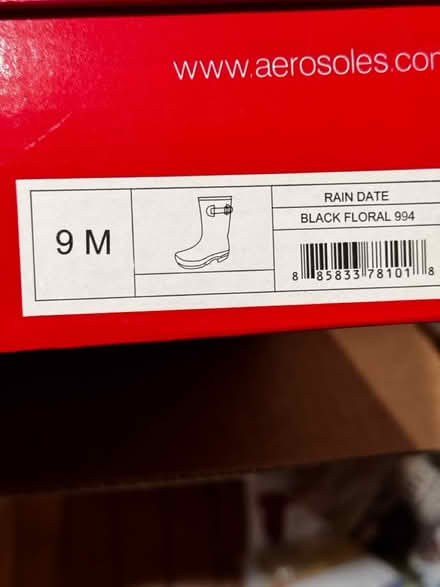 www.aerosoles.co
9 M
RAIN DATE
BLACK FLORAL 994
8 85833 78101 8